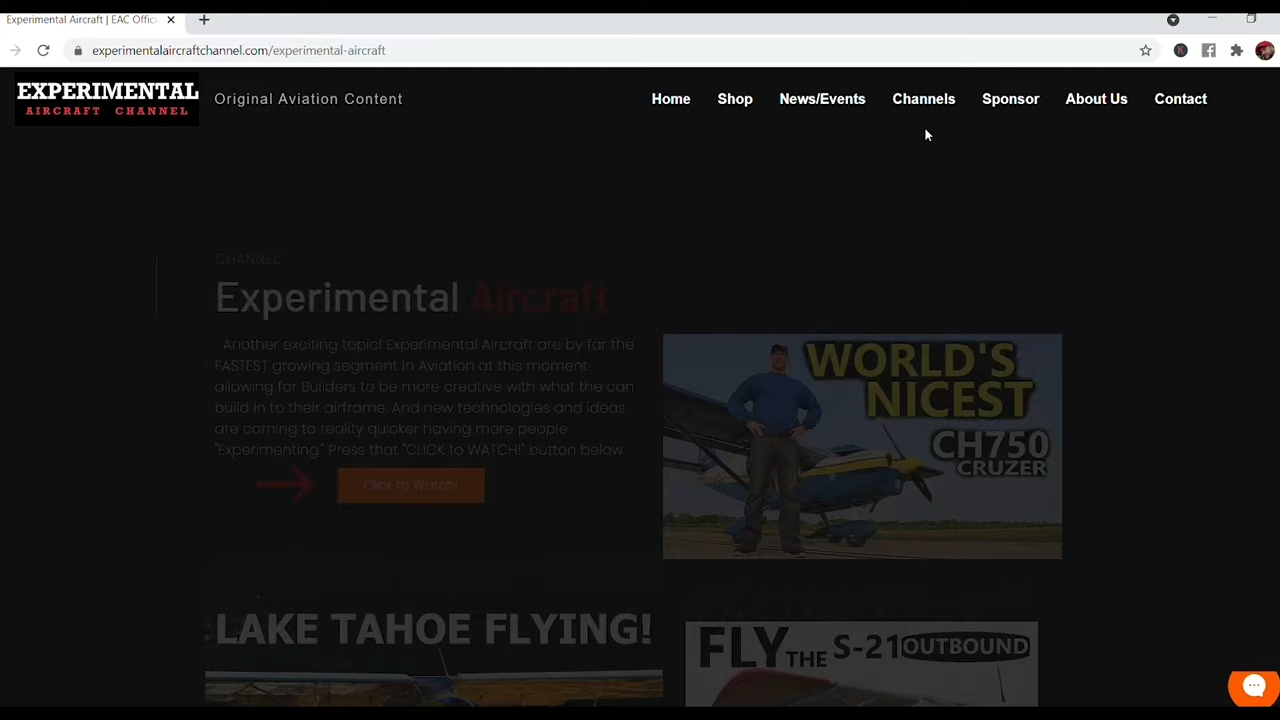 Experimental Aircraft | EAC Offici
experimentalaircraftchannel.com/experimental-aircraft
EXPERIMENTAL
AIRCRAFT CHANNEL
Original Aviation Content
Home Shop News/Events Channels Sponsor About Us Contact
CHANNEL
Experimental Aircraft
Another exciting topic! Experimental Aircraft are by far the
FASTEST growing segment in Aviation at this moment
allowing for Builders to be more creative with what the can
build in to their airframe. And new technologies and ideas
are coming to reality quicker having more people
"Experimenting." Press that "CLICK to WATCH!" button below
Click to Watch!
WORLD'S
NICEST
CH750
CRUZER
LAKE TAHOE FLYING!
FLY THE S-21 OUTBOUND